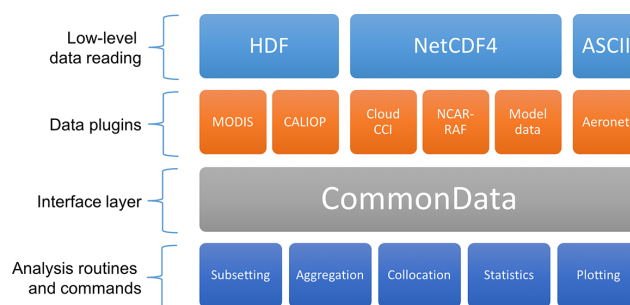 Low-level
data reading
HDF
NetCDF4
ASCII
Data plugins
MODIS
CALIOP
Cloud
CCI
NCAR-
RAF
Model
data
Aeronet
Interface layer
CommonData
Analysis routines
and commands
Subsetting
Aggregation
Collocation
Statistics
Plotting